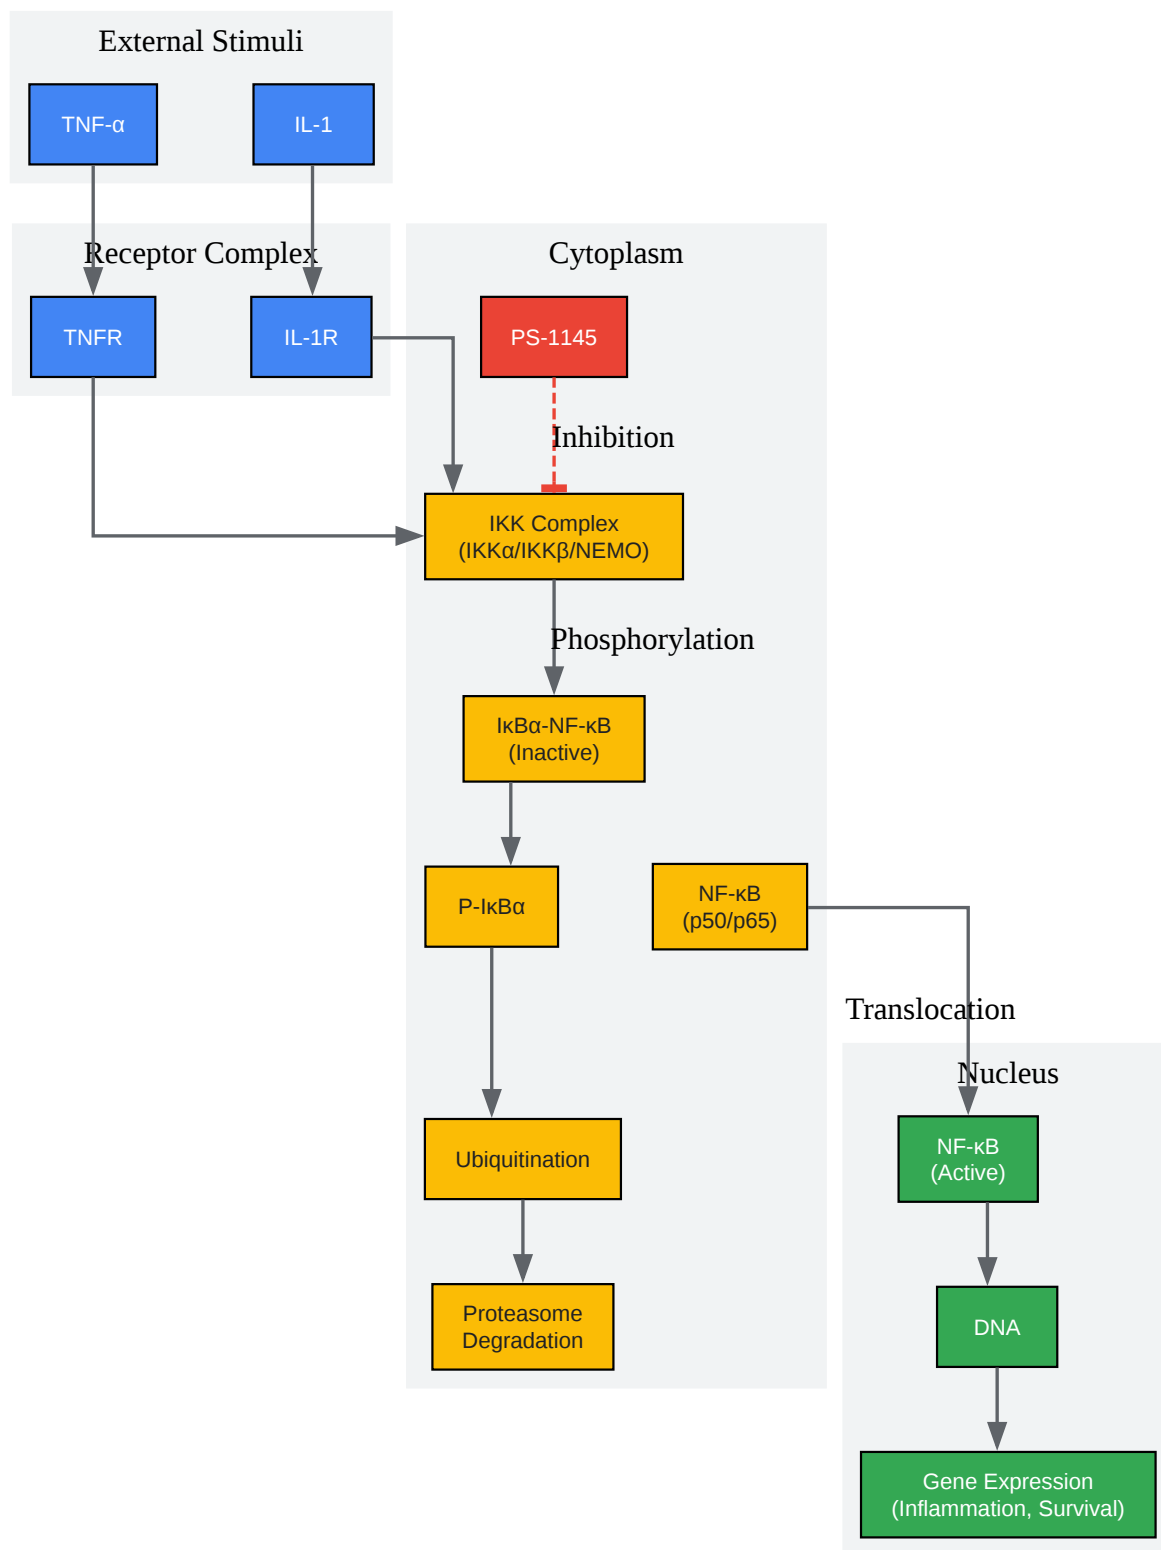 External Stimuli
TNF-α
IL-1
Receptor Complex
Cytoplasm
TNFR
IL-1R
PS-1145
Inhibition
IKK Complex
(IKKα/IKKβ/NEMO)
Phosphorylation
IκBα-NF-κB
(Inactive)
P-IκBα
NF-κB
(p50/p65)
Translocation
Nucleus
NF-κB
(Active)
Ubiquitination
Proteasome
Degradation
DNA
Gene Expression
(Inflammation, Survival)